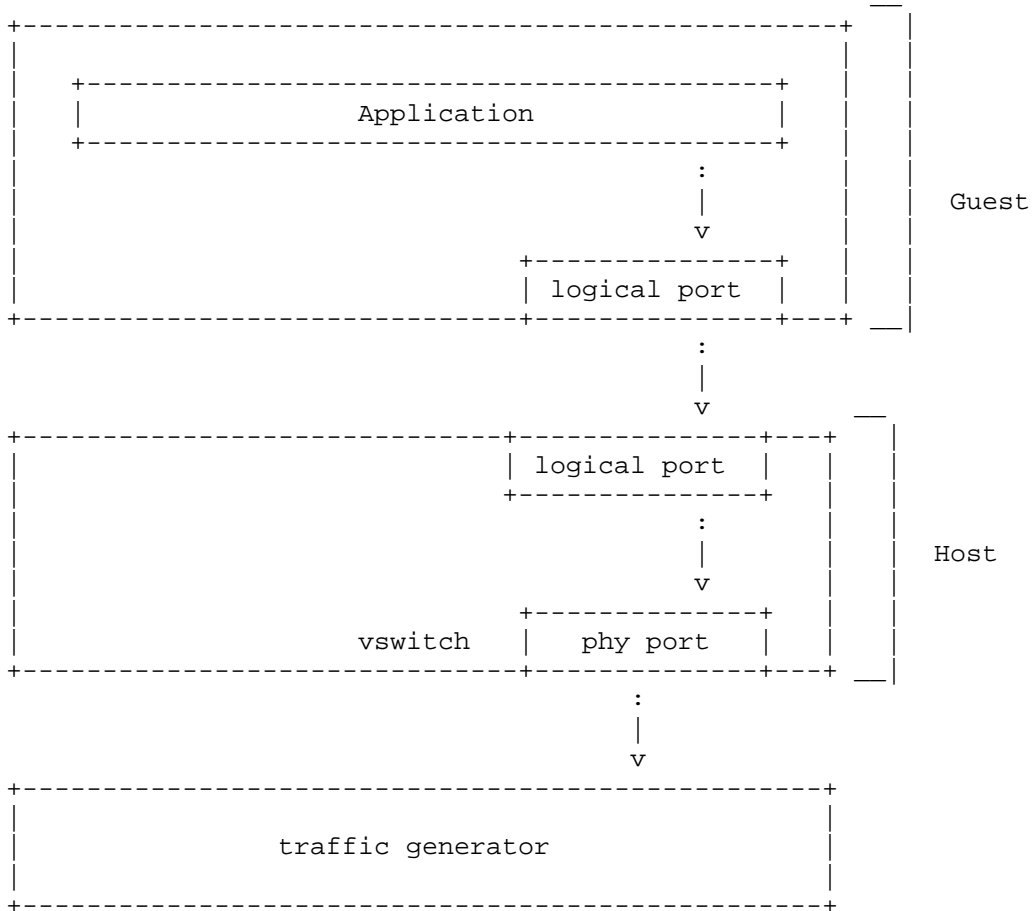 Application
Guest
logical port
logical port
Host
vswitch
phy port
traffic generator